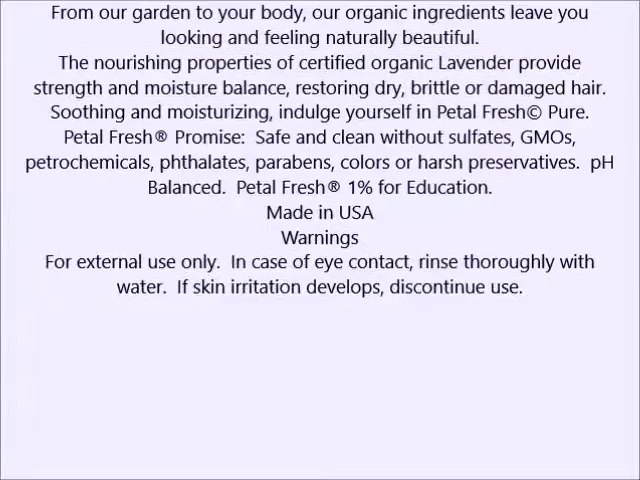 From our garden to your body, our organic ingredients leave you
looking and feeling naturally beautiful.
The nourishing properties of certified organic Lavender provide
strength and moisture balance, restoring dry, brittle or damaged hair.
Soothing and moisturizing, indulge yourself in Petal Fresh© Pure.
Petal Fresh® Promise:  Safe and clean without sulfates, GMOs,
petrochemicals, phthalates, parabens, colors or harsh preservatives.  pH
Balanced.  Petal Fresh® 1% for Education.
Made in USA
Warnings
For external use only.  In case of eye contact, rinse thoroughly with
water.  If skin irritation develops, discontinue use.